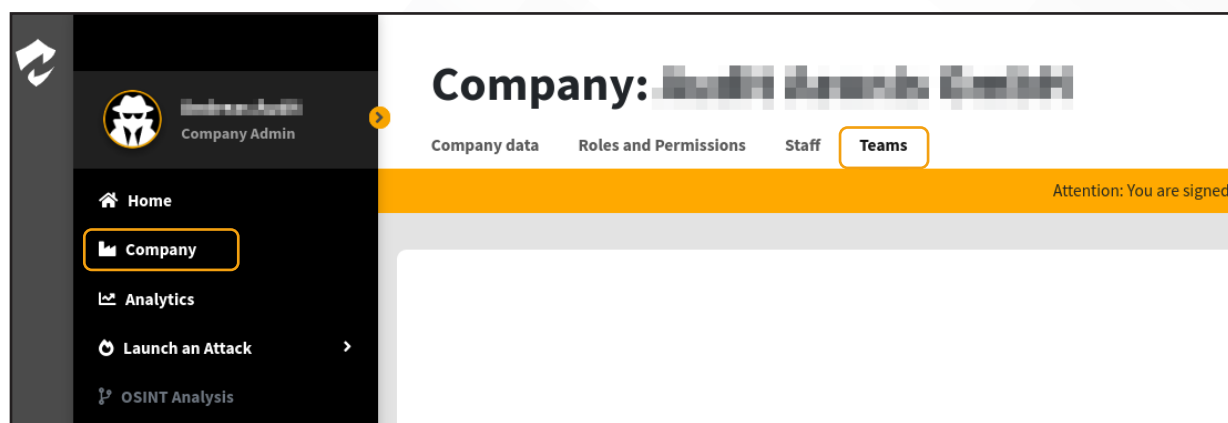 Company:
Company Admin
Company data Roles and Permissions Staff Teams
Attention: You are signed
Home
Company
Analytics
Launch an Attack
OSINT Analysis